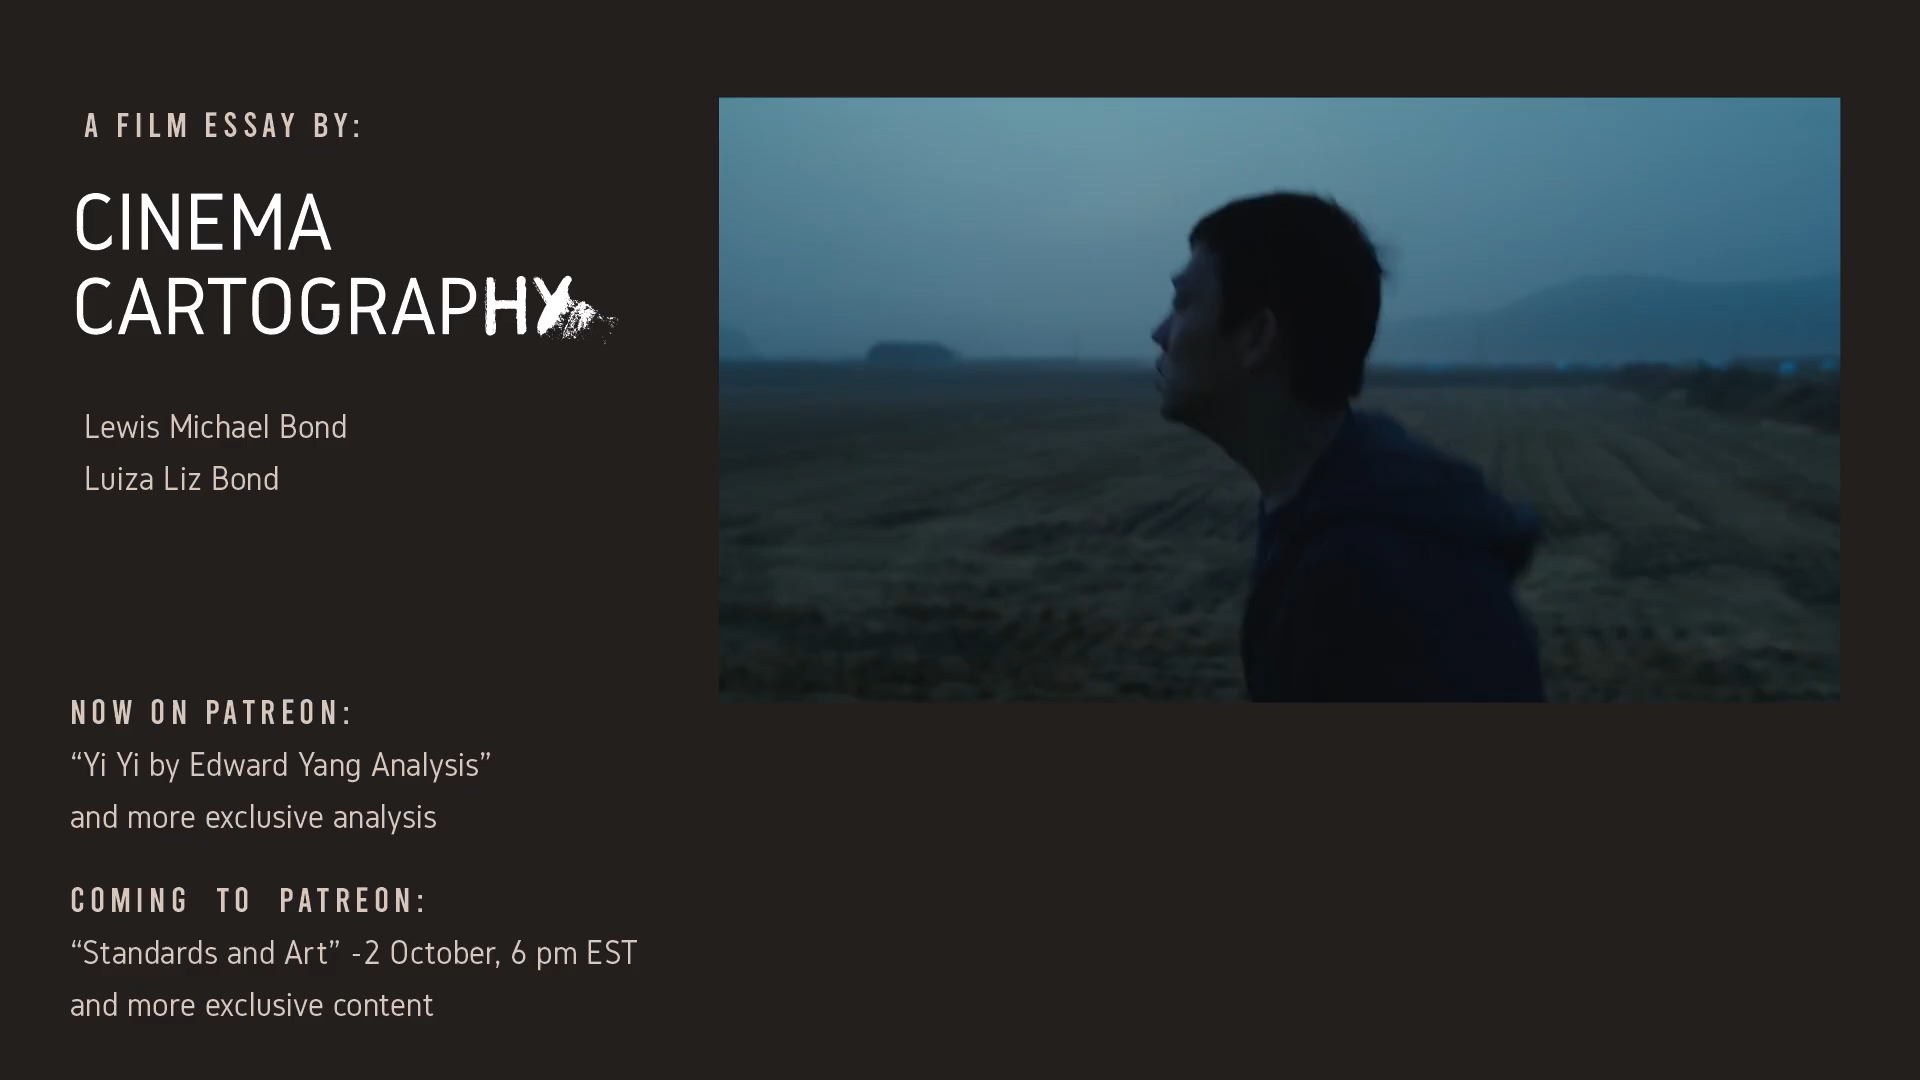 A FILM ESSAY BY:
CINEMA
CARTOGRAPHY
Lewis Michael Bond
Luiza Liz Bond
NOW ON PATREON:
“Yi Yi by Edward Yang Analysis”
and more exclusive analysis
COMING TO PATREON:
“Standards and Art” -2 October, 6 pm EST
and more exclusive content